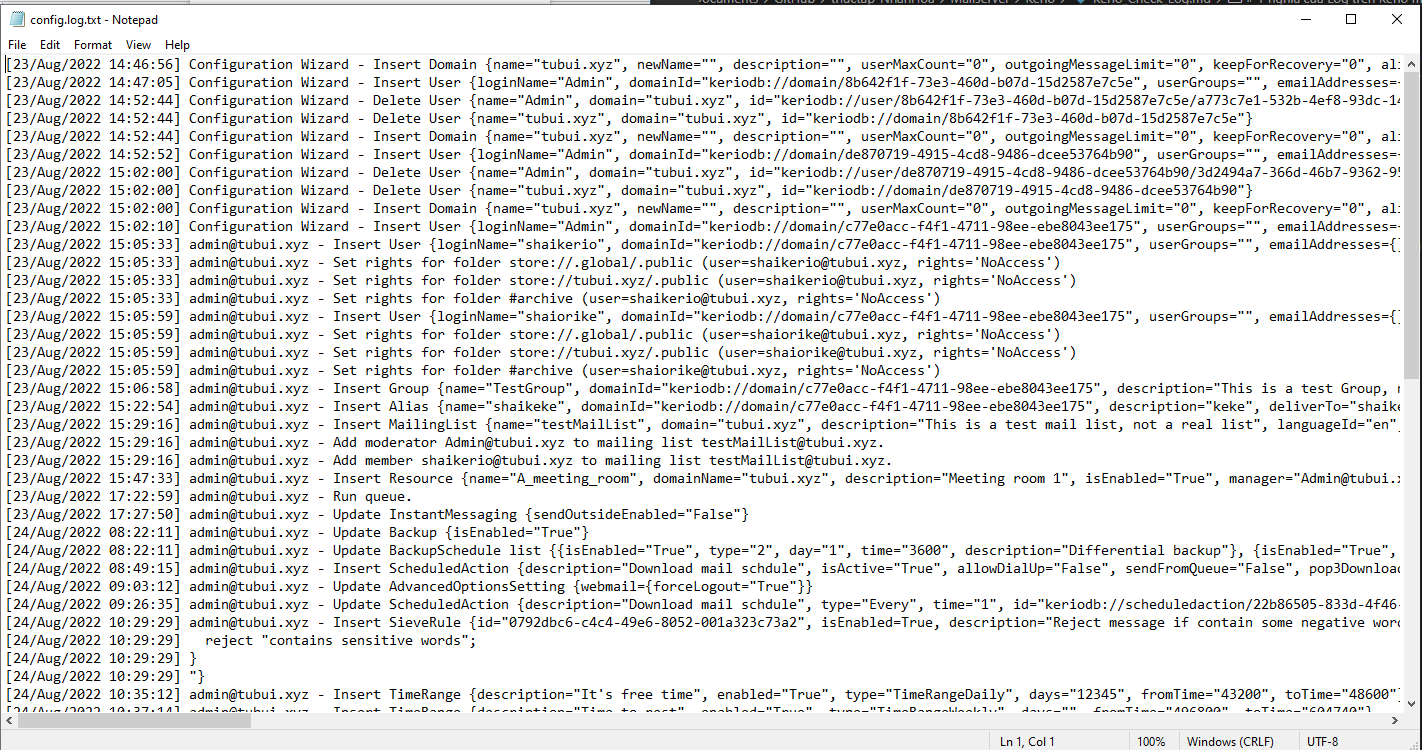 config.log.txt - Notepad
File Edit Format View Help
[23/Aug/2022 14:46:56] Configuration Wizard - Insert Domain {name="tubui.xyz", newName="", description="", userMaxCount="0", outgoingMessageLimit="0", keepForRecovery="0", ali
[23/Aug/2022 14:47:05] Configuration Wizard - Insert User {loginName="Admin", domainId="keriodb://domain/8b642f1f-73e3-460d-b07d-15d2587e7c5e", userGroups="", emailAddresses=
[23/Aug/2022 14:52:44] Configuration Wizard - Delete User {name="Admin", domain="tubui.xyz", id="keriodb://user/8b642f1f-73e3-460d-b07d-15d2587e7c5e/a773c7e1-532b-4ef8-93dc-14
[23/Aug/2022 14:52:44] Configuration Wizard - Delete User {name="tubui.xyz", domain="tubui.xyz", id="keriodb://domain/8b642f1f-73e3-460d-b07d-15d2587e7c5e"}
[23/Aug/2022 14:52:44] Configuration Wizard - Insert Domain {name="tubui.xyz", newName="", description="", userMaxCount="0", outgoingMessageLimit="0", keepForRecovery="0", ali
[23/Aug/2022 14:52:52] Configuration Wizard - Insert User {loginName="Admin", domainId="keriodb://domain/de870719-4915-4cd8-9486-dcee53764b90", userGroups="", emailAddresses=
[23/Aug/2022 15:02:00] Configuration Wizard - Delete User {name="Admin", domain="tubui.xyz", id="keriodb://user/de870719-4915-4cd8-9486-dcee53764b90/3d2494a7-366d-46b7-9362-95
[23/Aug/2022 15:02:00] Configuration Wizard - Delete User {name="tubui.xyz", domain="tubui.xyz", id="keriodb://domain/de870719-4915-4cd8-9486-dcee53764b90"}
[23/Aug/2022 15:02:00] Configuration Wizard - Insert Domain {name="tubui.xyz", newName="", description="", userMaxCount="0", outgoingMessageLimit="0", keepForRecovery="0", ali
[23/Aug/2022 15:02:10] Configuration Wizard - Insert User {loginName="Admin", domainId="keriodb://domain/c77e0acc-f4f1-4711-98ee-ebe8043ee175", userGroups="", emailAddresses=
[23/Aug/2022 15:05:33] admin@tubui.xyz - Insert User {loginName="shaikerio", domainId="keriodb://domain/c77e0acc-f4f1-4711-98ee-ebe8043ee175", userGroups="", emailAddresses={}
[23/Aug/2022 15:05:33] admin@tubui.xyz - Set rights for folder store://.global/.public (user=shaikerio@tubui.xyz, rights='NoAccess')
[23/Aug/2022 15:05:33] admin@tubui.xyz - Set rights for folder store://tubui.xyz/.public (user=shaikerio@tubui.xyz, rights='NoAccess')
[23/Aug/2022 15:05:33] admin@tubui.xyz - Set rights for folder #archive (user=shaikerio@tubui.xyz, rights='NoAccess')
[23/Aug/2022 15:05:59] admin@tubui.xyz - Insert User {loginName="shaiorike", domainId="keriodb://domain/c77e0acc-f4f1-4711-98ee-ebe8043ee175", userGroups="", emailAddresses={}
[23/Aug/2022 15:05:59] admin@tubui.xyz - Set rights for folder store://.global/.public (user=shaiorike@tubui.xyz, rights='NoAccess')
[23/Aug/2022 15:05:59] admin@tubui.xyz - Set rights for folder store://tubui.xyz/.public (user=shaiorike@tubui.xyz, rights='NoAccess')
[23/Aug/2022 15:05:59] admin@tubui.xyz - Set rights for folder #archive (user=shaiorike@tubui.xyz, rights='NoAccess')
[23/Aug/2022 15:06:58] admin@tubui.xyz - Insert Group {name="TestGroup", domainId="keriodb://domain/c77e0acc-f4f1-4711-98ee-ebe8043ee175", description="This is a test Group,
[23/Aug/2022 15:22:54] admin@tubui.xyz - Insert Alias {name="shaikeke", domainId="keriodb://domain/c77e0acc-f4f1-4711-98ee-ebe8043ee175", description="keke", deliverTo="shaike
[23/Aug/2022 15:29:16] admin@tubui.xyz - Insert MailingList {name="testMailList", domain="tubui.xyz", description="This is a test mail list, not a real list", languageId="en"
[23/Aug/2022 15:29:16] admin@tubui.xyz - Add moderator Admin@tubui.xyz to mailing list testMailList@tubui.xyz.
[23/Aug/2022 15:29:16] admin@tubui.xyz - Add member shaikerio@tubui.xyz to mailing list testMailList@tubui.xyz.
[23/Aug/2022 15:47:33] admin@tubui.xyz - Insert Resource {name="A_meeting_room", domainName="tubui.xyz", description="Meeting room 1", isEnabled="True", manager="Admin@tubui.x
[23/Aug/2022 17:22:59] admin@tubui.xyz - Run queue.
[23/Aug/2022 17:27:50] admin@tubui.xyz - Update InstantMessaging {sendOutsideEnabled="False"}
[24/Aug/2022 08:22:11] admin@tubui.xyz - Update Backup {isEnabled="True"}
[24/Aug/2022 08:22:11] admin@tubui.xyz - Update BackupSchedule list {{isEnabled="True", type="2", day="1", time="3600", description="Differential backup"}, {isEnabled="True",
[24/Aug/2022 08:49:15] admin@tubui.xyz - Insert ScheduledAction {description="Download mail schdule", isActive="True", allowDialUp="False", sendFromQueue="False", pop3Download
[24/Aug/2022 09:03:12] admin@tubui.xyz - Update AdvancedOptionsSetting {webmail={forceLogout="True"}}
[24/Aug/2022 09:26:35] admin@tubui.xyz - Update ScheduledAction {description="Download mail schdule", type="Every", time="1", id="keriodb://scheduledaction/22b86505-833d-4f46-
[24/Aug/2022 10:29:29] admin@tubui.xyz - Insert SieveRule {id="0792dbc6-c4c4-49e6-8052-001a323c73a2", isEnabled=True, description="Reject message if contain some negative wor
[24/Aug/2022 10:29:29]   reject "contains sensitive words";
[24/Aug/2022 10:29:29] }
[24/Aug/2022 10:29:29] "}
[24/Aug/2022 10:35:12] admin@tubui.xyz - Insert TimeRange {description="It's free time", enabled="True", type="TimeRangeDaily", days="12345", fromTime="43200", toTime="48600"
[24/Aug/2022 10:37:14] admin@tubui.xyz - Insert TimeRange {description="Time to rest", enabled="True", type="TimeRangeWeekly", days="", fromTime="496800", toTime="604740"}
Ln 1, Col 1 100% Windows (CRLF) UTF-8